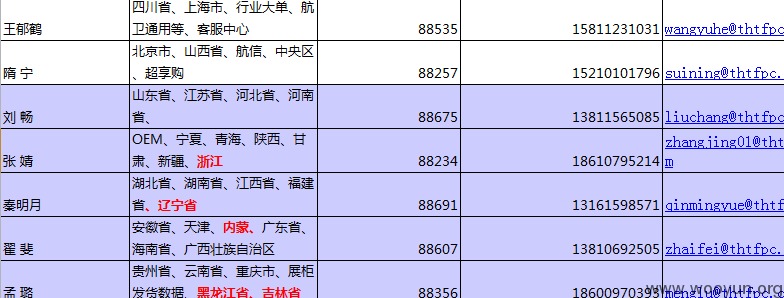 四川省、上海市、行业大单、航
王郁鹤 卫通用等、客服中心 88535 15811231031 wangyuhe@thtfpc.
北京市、山西省、航信、中央区
隋 宁 、超享购 88257 15210101796 suining@thtfpc.
山东省、江苏省、河北省、河南
刘 畅 省、 88675 13811565085 liuchang@thtfpc
OEM、宁夏、青海、陕西、甘 zhangjing01@tht
张 婧 肃、新疆、浙江 88234 18610795214 m
湖北省、湖南省、江西省、福建
秦明月 省、辽宁省 88691 13161598571 qinmingyue@thtf
安徽省、天津、内蒙、广东省、
翟 斐 海南省、广西壮族自治区 88607 13810692505 zhaifei@thtfpc.
贵州省、云南省、重庆市、展柜
孟 璐 发货数据、黑龙江省、吉林省 88356 18600970393 menglu@thtfpc.
www.wooyun.org